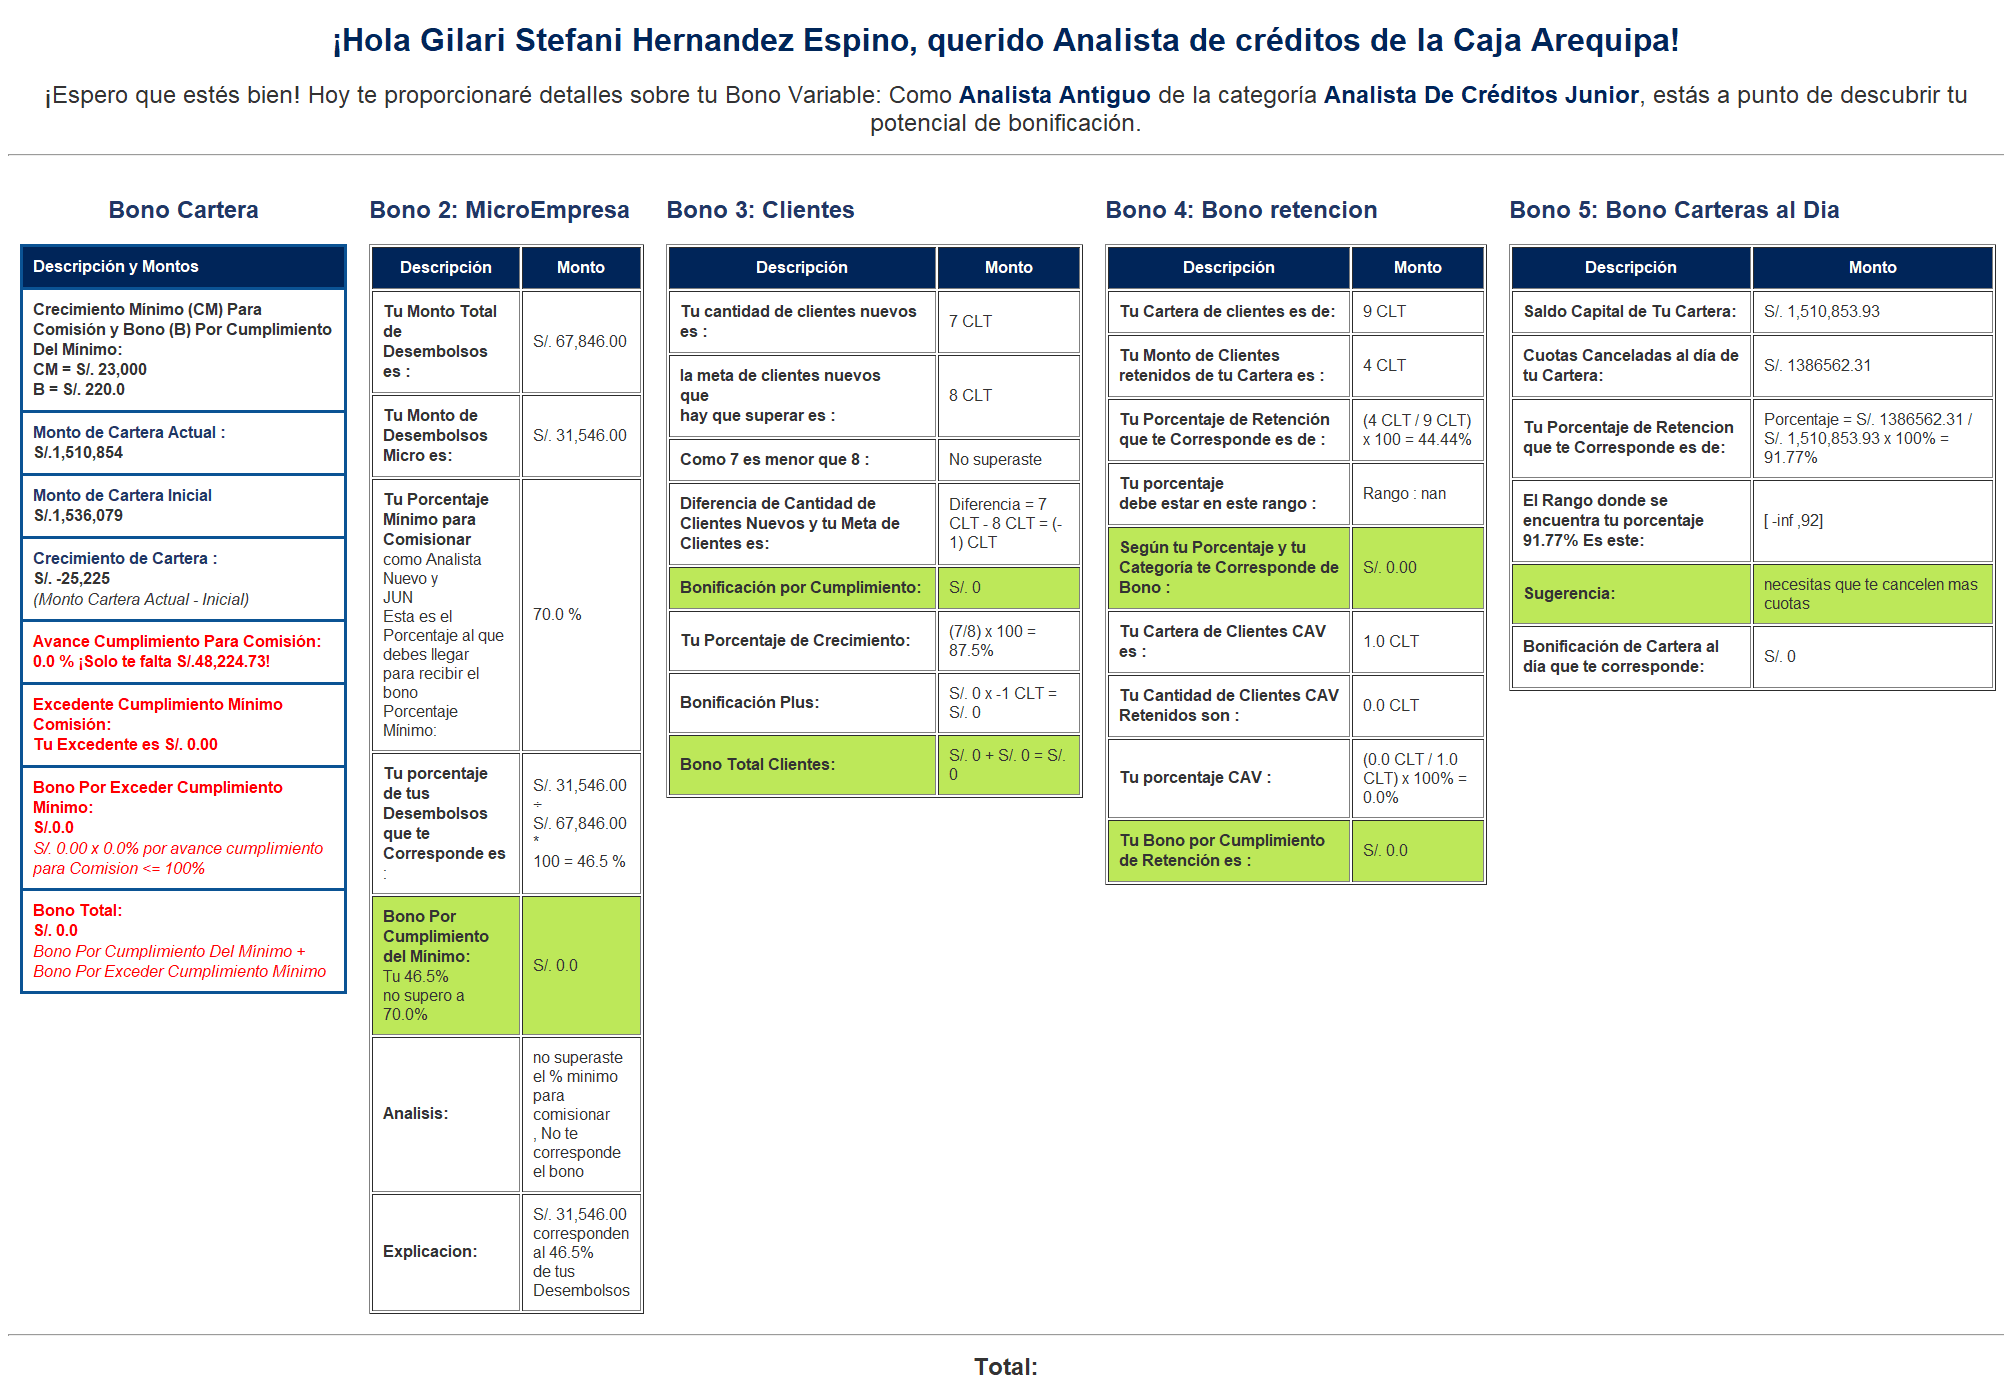 ¡Hola Gilari Stefani Hernandez Espino, querido Analista de créditos de la Caja Arequipa!
¡Espero que estés bien! Hoy te proporcionaré detalles sobre tu Bono Variable: Como Analista Antiguo de la categoría Analista De Créditos Junior, estás a punto de descubrir tu
potencial de bonificación.
Bono Cartera
Descripción y Montos
Crecimiento Mínimo (CM) Para
Comisión y Bono (B) Por Cumplimiento
Del Mínimo:
CM = S/. 23,000
B = S/. 220.0
Monto de Cartera Actual :
S/.1,510,854
Monto de Cartera Inicial
S/.1,536,079
Crecimiento de Cartera :
S/. -25,225
(Monto Cartera Actual - Inicial)
Avance Cumplimiento Para Comisión:
0.0 % ¡Solo te falta S/.48,224.73!
Excedente Cumplimiento Mínimo
Comisión:
Tu Excedente es S/. 0.00
Bono Por Exceder Cumplimiento
Mínimo:
S/.0.0
S/. 0.00 x 0.0% por avance cumplimiento
para Comision <= 100%
Bono Total:
S/. 0.0
Bono Por Cumplimiento Del Mínimo +
Bono Por Exceder Cumplimiento Mínimo
Bono 2: MicroEmpresa
Descripción
Monto
Tu Monto Total
de
Desembolsos
es :
S/. 67,846.00
Tu Monto de
Desembolsos
Micro es:
S/. 31,546.00
Tu Porcentaje
Mínimo para
Comisionar
como Analista
Nuevo y
JUN
Esta es el
Porcentaje al que
debes llegar
para recibir el
bono
Porcentaje
Mínimo:
70.0 %
Tu porcentaje
de tus
Desembolsos
que te
Corresponde es
:
S/. 31,546.00
÷
S/. 67,846.00
*
100 = 46.5 %
Bono Por
Cumplimiento
del Mínimo:
Tu 46.5%
no supero a
70.0%
S/. 0.0
Analisis:
no superaste
el % minimo
para
comisionar
, No te
corresponde
el bono
Explicacion:
S/. 31,546.00
corresponden
al 46.5%
de tus
Desembolsos
Bono 3: Clientes
Descripción
Monto
Tu cantidad de clientes nuevos
es :
7 CLT
la meta de clientes nuevos
que
hay que superar es :
8 CLT
Como 7 es menor que 8 :
No superaste
Diferencia de Cantidad de
Clientes Nuevos y tu Meta de
Clientes es:
Diferencia = 7
CLT - 8 CLT = (-
1) CLT
Bonificación por Cumplimiento:
S/. 0
Tu Porcentaje de Crecimiento:
(7/8) x 100 =
87.5%
Bonificación Plus:
S/. 0 x -1 CLT =
S/. 0
Bono Total Clientes:
S/. 0 + S/. 0 = S/.
0
Bono 4: Bono retencion
Descripción
Monto
Tu Cartera de clientes es de:
9 CLT
Tu Monto de Clientes
retenidos de tu Cartera es :
4 CLT
Tu Porcentaje de Retención
que te Corresponde es de :
(4 CLT / 9 CLT)
x 100 = 44.44%
Tu porcentaje
debe estar en este rango :
Rango : nan
Según tu Porcentaje y tu
Categoría te Corresponde de
Bono :
S/. 0.00
Tu Cartera de Clientes CAV
es :
1.0 CLT
Tu Cantidad de Clientes CAV
Retenidos son :
0.0 CLT
Tu porcentaje CAV :
(0.0 CLT / 1.0
CLT) x 100% =
0.0%
Tu Bono por Cumplimiento
de Retención es :
S/. 0.0
Bono 5: Bono Carteras al Dia
Descripción
Monto
Saldo Capital de Tu Cartera:
S/. 1,510,853.93
Cuotas Canceladas al día de
tu Cartera:
S/. 1386562.31
Tu Porcentaje de Retencion
que te Corresponde es de:
Porcentaje = S/. 1386562.31 /
S/. 1,510,853.93 x 100% =
91.77%
El Rango donde se
encuentra tu porcentaje
91.77% Es este:
[ -inf ,92]
Sugerencia:
necesitas que te cancelen mas
cuotas
Bonificación de Cartera al
día que te corresponde:
S/. 0
Total: